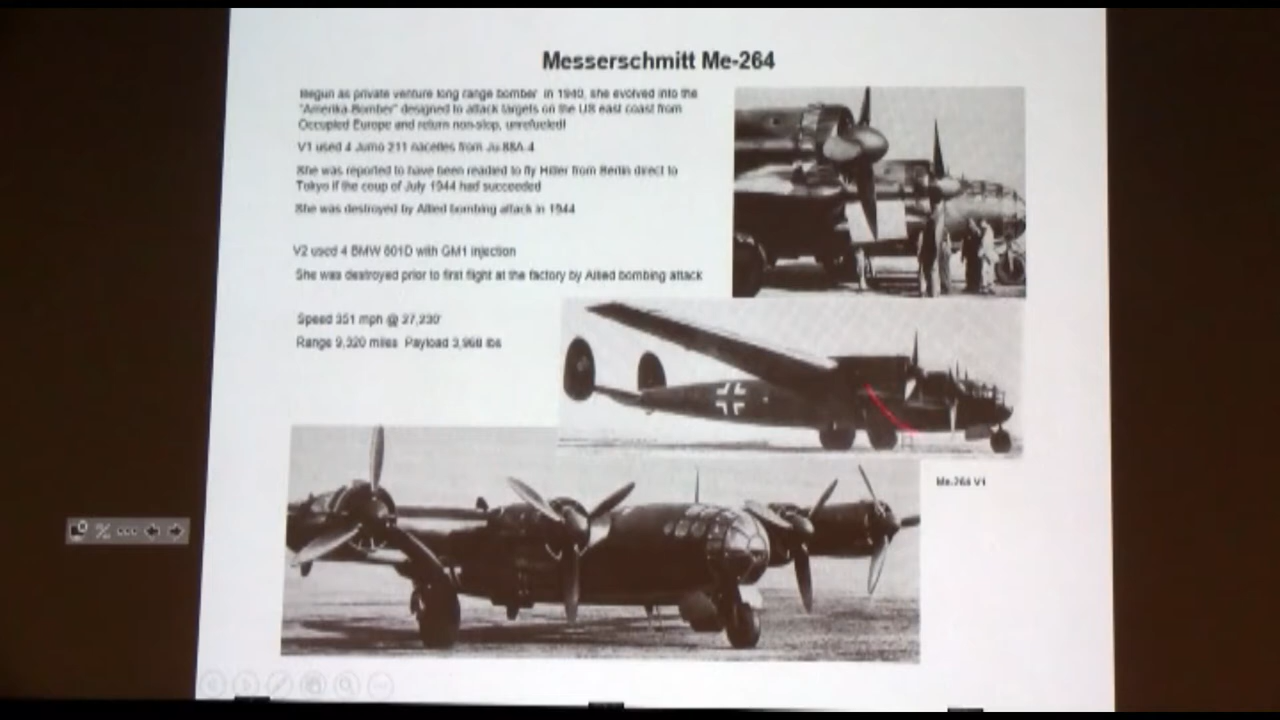 Messerschmitt Me-264
Begun as private venture long range bomber in 1940, she evolved into the
"Amerika Bomber" designed to attack targets on the US east coast from
Occupied Europe and return non-stop, unrefueled!
V1 used 4 Jumo 211 nacelles from Ju-88A-4
She was reported to have been readied to fly Hitler from Berlin direct to
Tokyo if the coup of July 1944 had succeeded
She was destroyed by Allied bombing attack in 1944
V2 used 4 BMW 801D with GM1 injection
She was destroyed prior to first flight at the factory by Allied bombing attack
Speed 351 mph @ 27,230'
Range 9,320 miles Payload 3,968 lbs
Me-264 V1